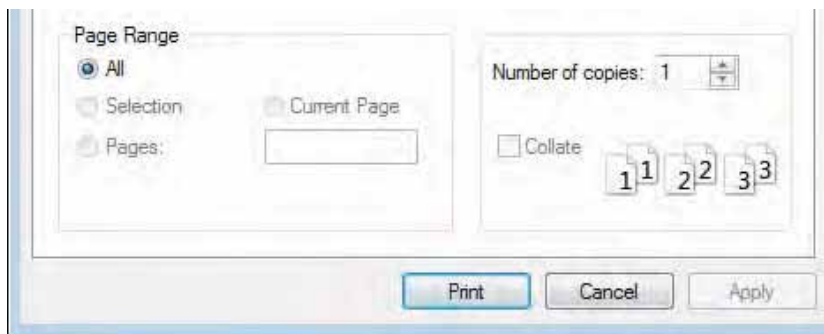 Page Range
All
Number of copies: 1
Selection Current Page
Pages:
Collate
1 1 2 2 3 3
Print Cancel Apply